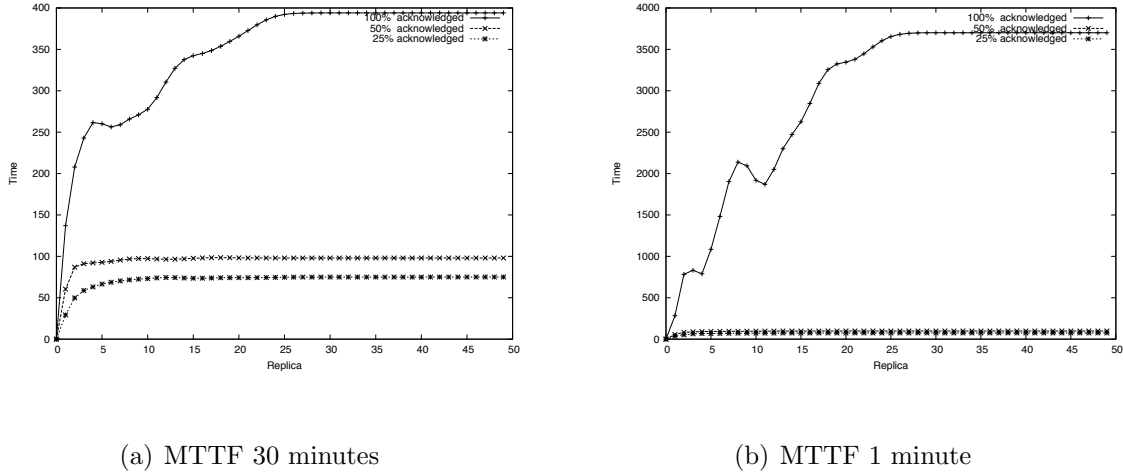 400
350
300
250
200
150
100
50
0
Time
0 5 10 15 20 25 30 35 40 45 50
Replica
100% acknowledged
50% acknowledged
25% acknowledged
(a) MTTF 30 minutes
4000
3500
3000
2500
2000
1500
1000
500
0
Time
0 5 10 15 20 25 30 35 40 45 50
Replica
100% acknowledged
50% acknowledged
25% acknowledged
(b) MTTF 1 minute